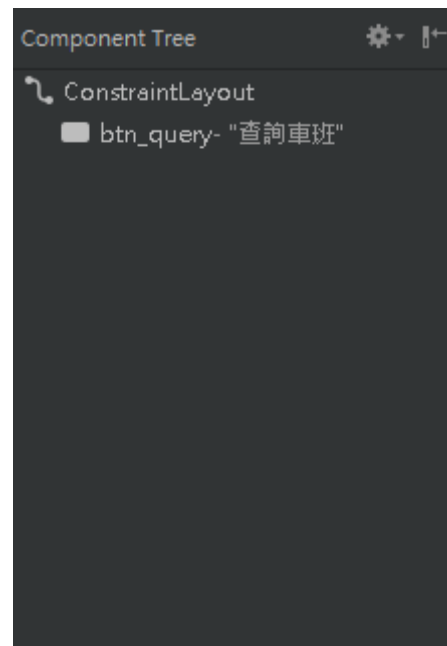 Component Tree
ConstraintLayout
btn_query- "查詢車班"